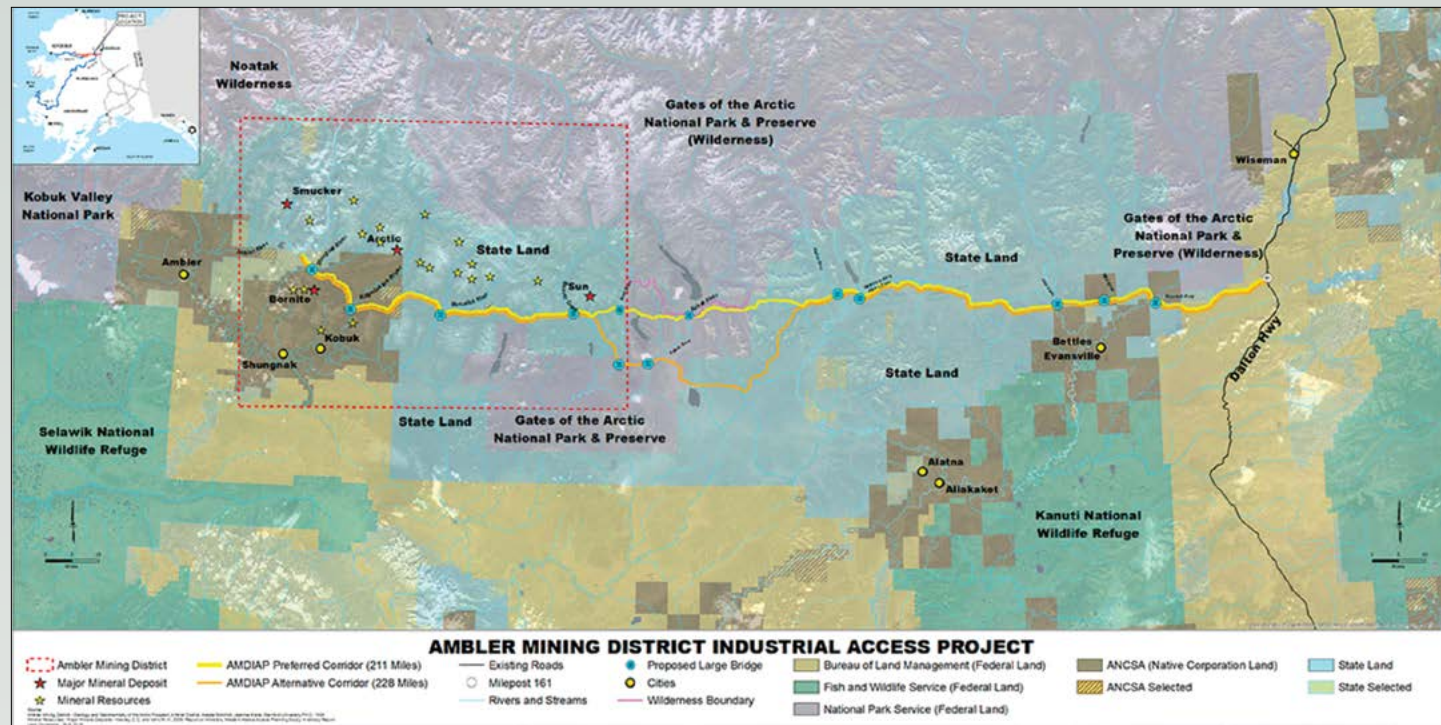 PROJECT
LOCATION
Noatak
Wilderness
Gates of the Arctic
National Park & Preserve
(Wilderness)
Wiseman
Kobuk Valley
National Park
Smucker
Gates of the Arctic
National Park &
Preserve (Wilderness)
Arctic
State Land
State Land
Ambler
Sun
Bornite
Kobuk
Shungnak
Bettles
Evansville
Dalton Hwy
State Land
State Land
Gates of the Arctic
National Park & Preserve
Selawik National
Wildlife Refuge
Alatna
Allakaket
Kanuti National
Wildlife Refuge
AMBLER MINING DISTRICT INDUSTRIAL ACCESS PROJECT
Ambler Mining District
Major Mineral Deposit
Mineral Resources
AMDIAP Preferred Corridor (211 Miles)
AMDIAP Alternative Corridor (228 Miles)
Existing Roads
Milepost 161
Rivers and Streams
Proposed Large Bridge
Cities
Wilderness Boundary
Bureau of Land Management (Federal Land)
Fish and Wildlife Service (Federal Land)
National Park Service (Federal Land)
ANCSA (Native Corporation Land)
ANCSA Selected
State Land
State Selected